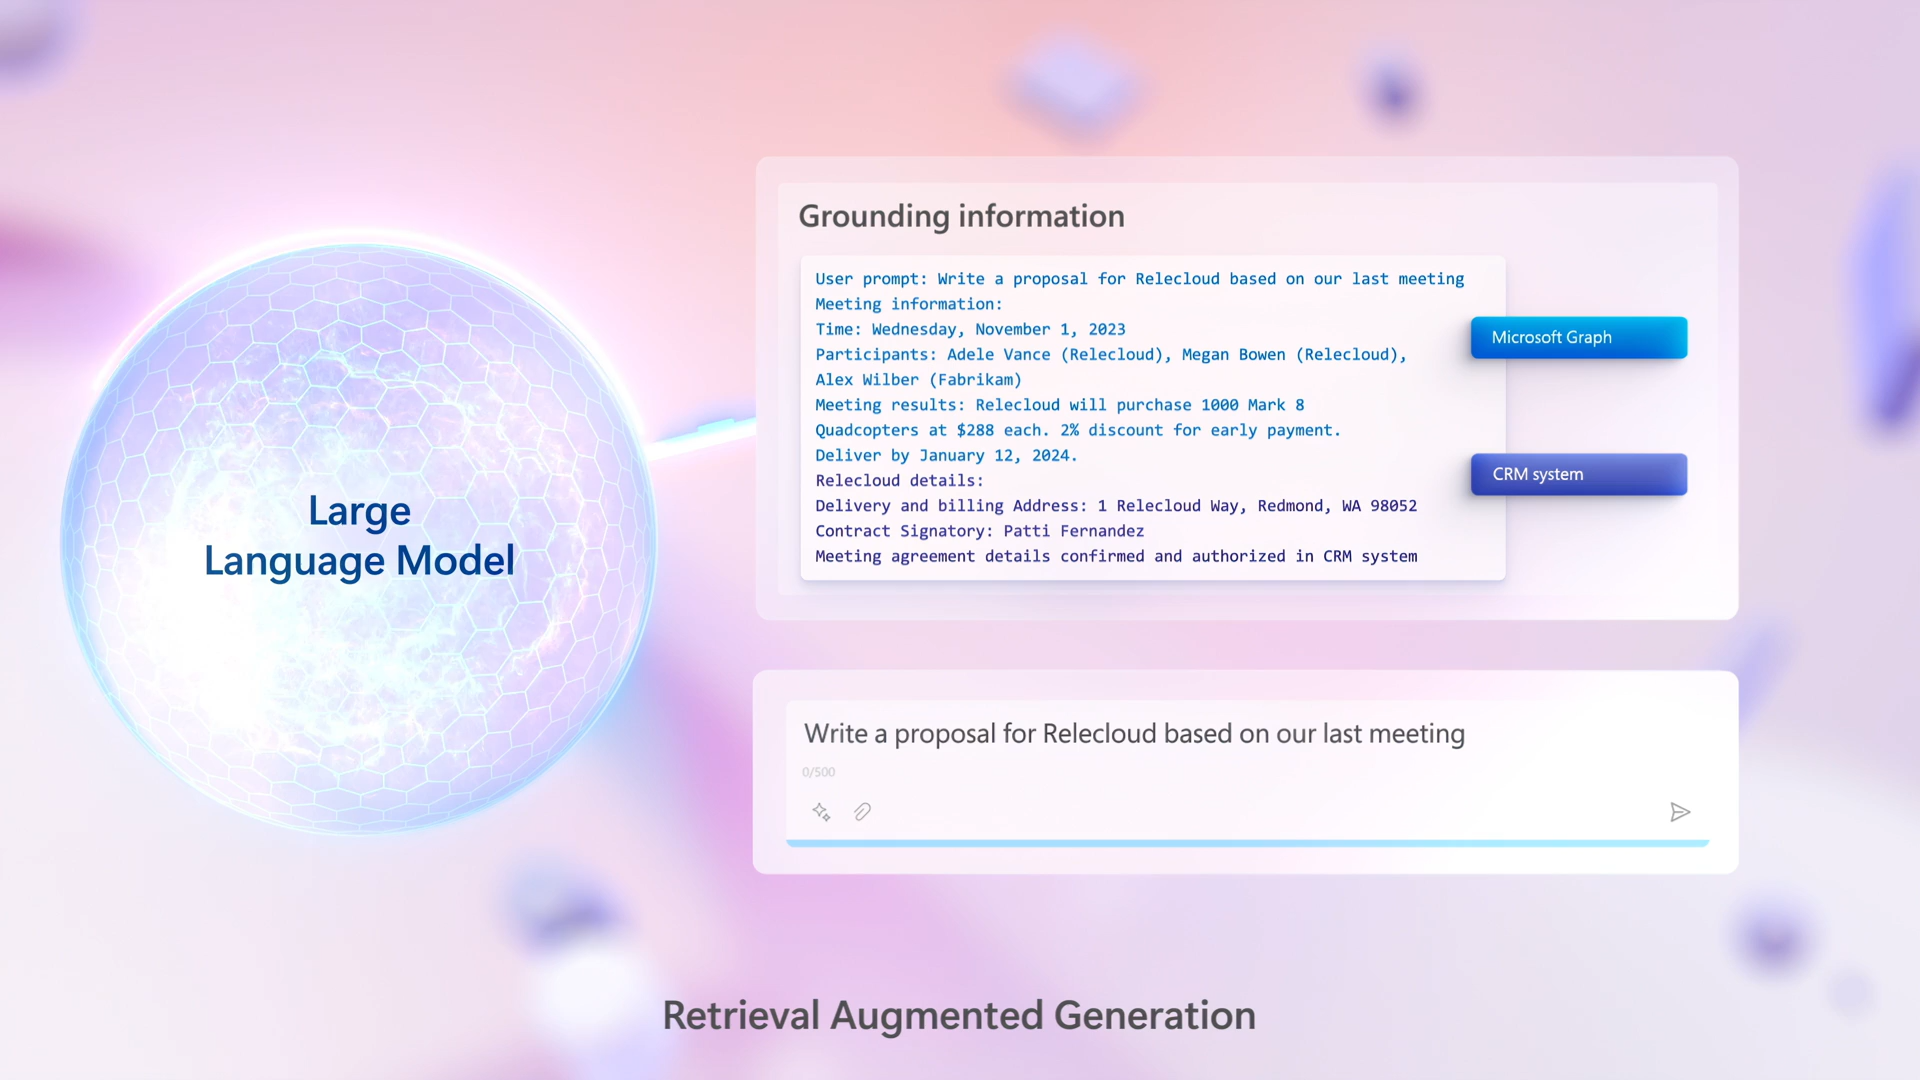 Grounding information
User prompt: Write a proposal for Relecloud based on our last meeting
Meeting information:
Time: Wednesday, November 1, 2023
Participants: Adele Vance (Relecloud), Megan Bowen (Relecloud),
Alex Wilber (Fabrikam)
Meeting results: Relecloud will purchase 1000 Mark 8
Quadcopters at $288 each. 2% discount for early payment.
Deliver by January 12, 2024.
Relecloud details:
Delivery and billing Address: 1 Relecloud Way, Redmond, WA 98052
Contract Signatory: Patti Fernandez
Meeting agreement details confirmed and authorized in CRM system
Microsoft Graph
CRM system
Large
Language Model
Write a proposal for Relecloud based on our last meeting
0/500
Retrieval Augmented Generation